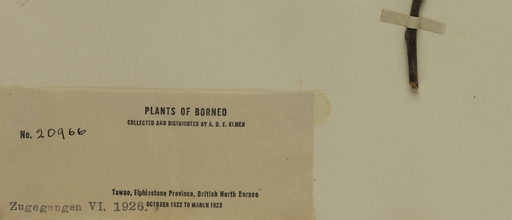 PLANTS OF BORNEO
COLLECTED AND DISTRIBUTED BY A. D. E. ELMER
No. 20966
Tawao, Elphinstone Province, British North Borneo
OCTOBER 1922 TO MARCH 1923
Zugegangen VI. 1926.